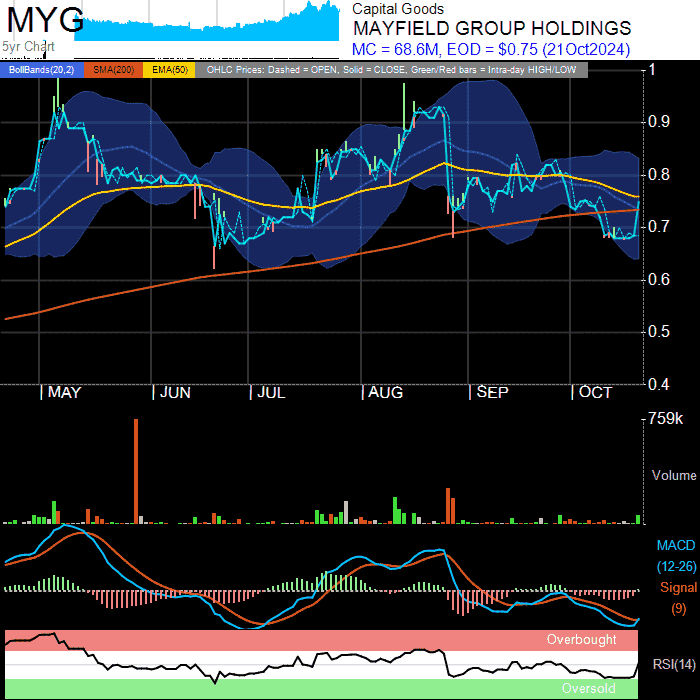 MYG
5yr Chart
Capital Goods
MAYFIELD GROUP HOLDINGS
MC = 68.6M, EOD = $0.75 (21Oct2024)
BollBands(20,2) SMA(200) EMA(50) OHLC Prices: Dashed = OPEN, Solid = CLOSE, Green/Red bars = Intra-day HIGH/LOW
1
0.9
0.8
0.7
0.6
0.5
0.4
MAY JUN JUL AUG SEP OCT
759k
Volume
MACD
(12-26)
Signal
(9)
Overbought
RSI(14)
Oversold